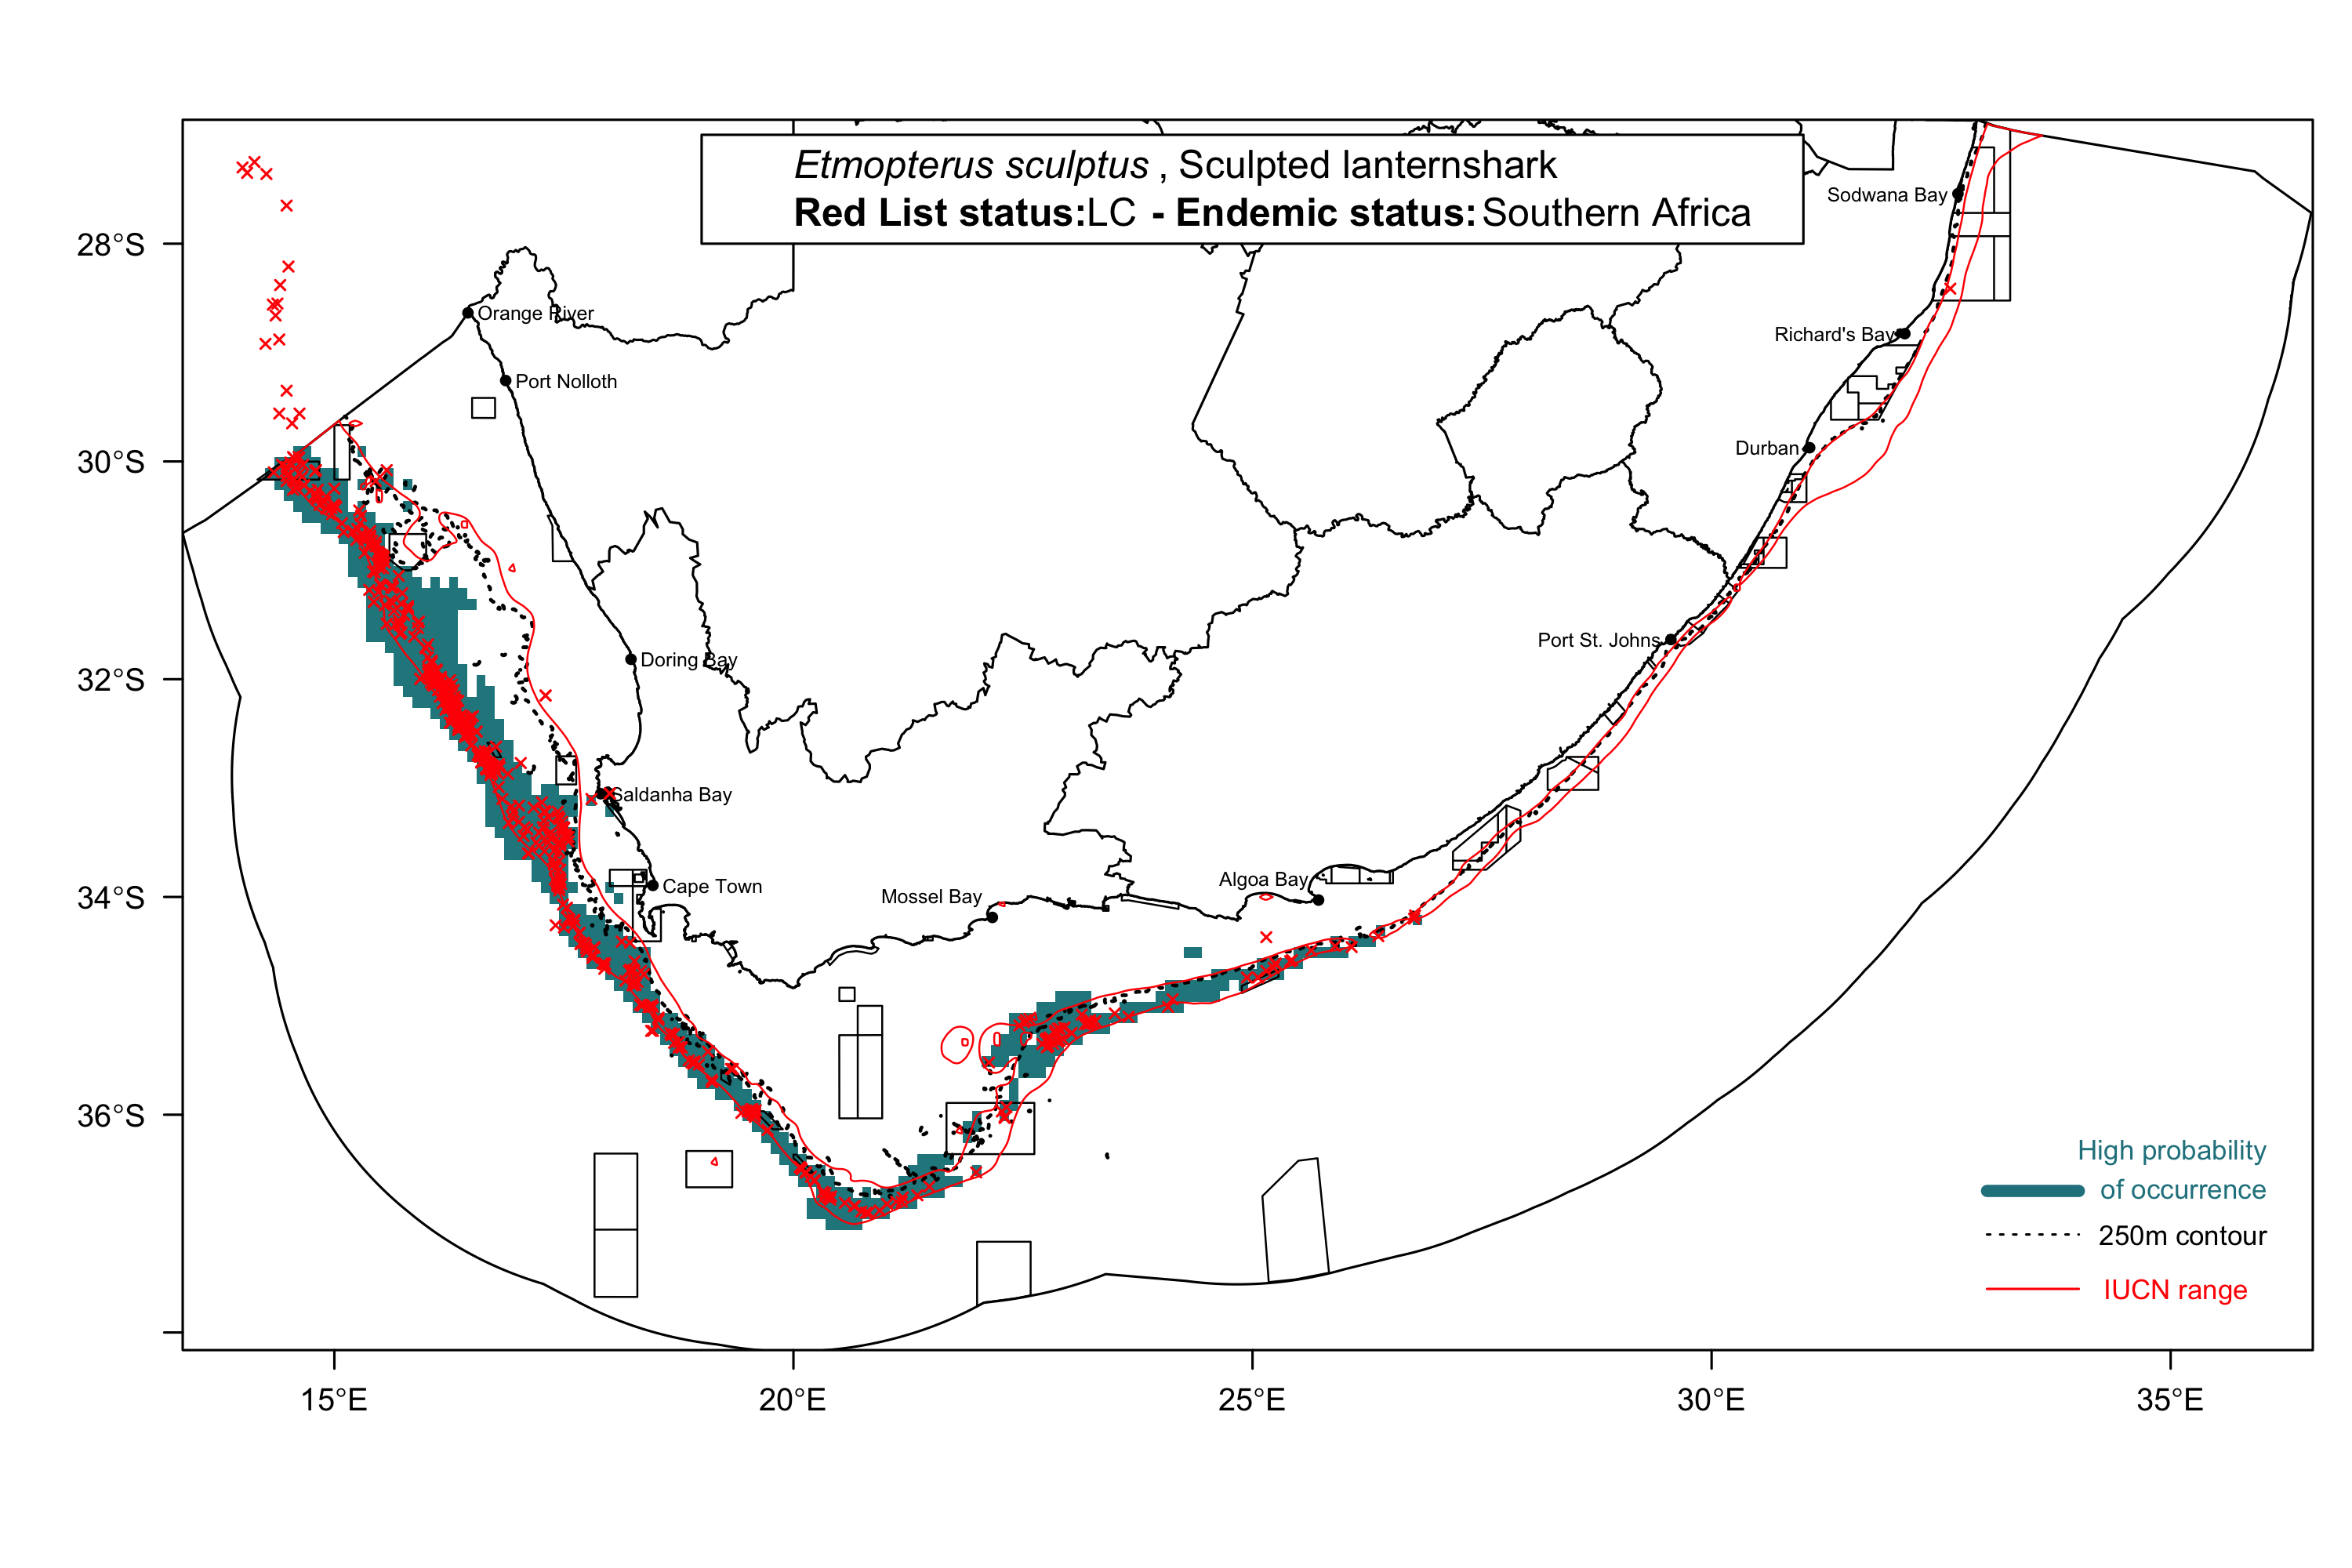 Etmopterus sculptus , Sculpted lanternshark
Red List status:LC - Endemic status:Southern Africa
Sodwana Bay
28°S
Orange River
Richard's Bay
Port Nolloth
Durban
30°S
Port St. Johns
Doring Bay
32°S
Saldanha Bay
Algoa Bay
Cape Town
Mossel Bay
34°S
36°S
High probability
of occurrence
250m contour
IUCN range
15°E
20°E
25°E
30°E
35°E